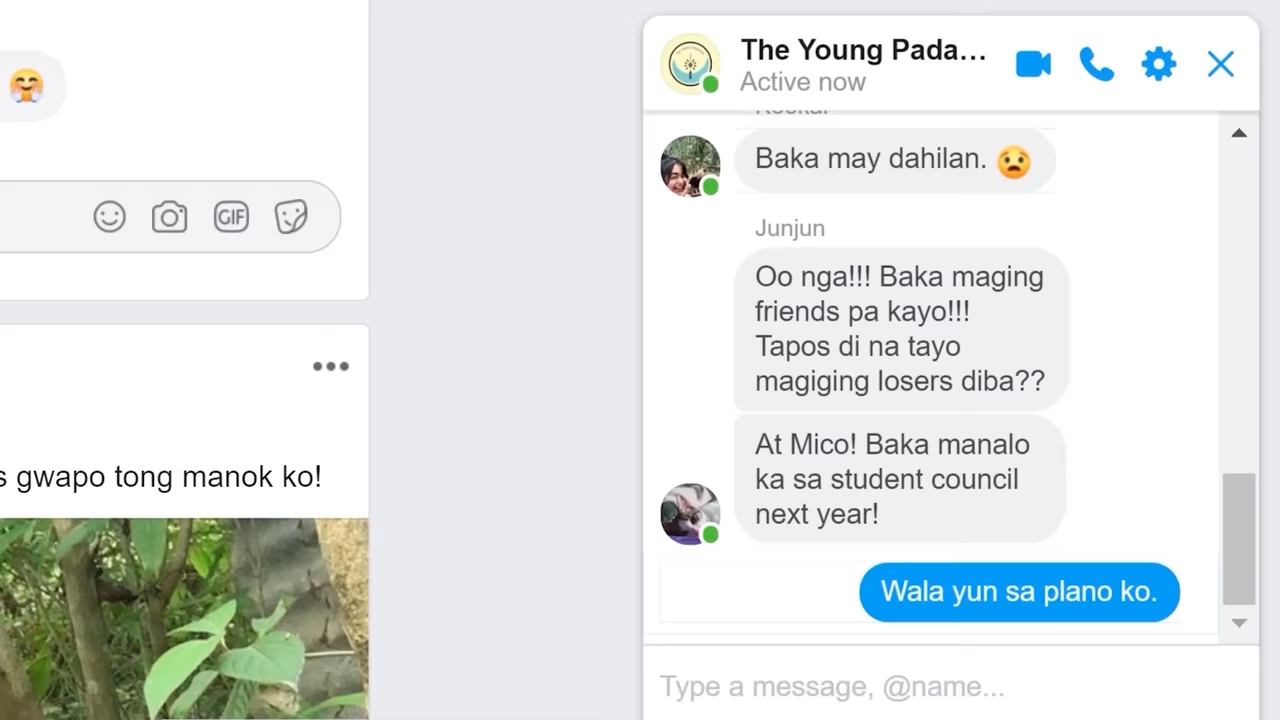 The Young Pada...
Active now
Baka may dahilan. 😧
Junjun
Oo nga!!! Baka maging
friends pa kayo!!!
Tapos di na tayo
magiging losers diba??
At Mico! Baka manalo
ka sa student council
next year!
Wala yun sa plano ko.
Type a message, @name...
GIF
s gwapo tong manok ko!